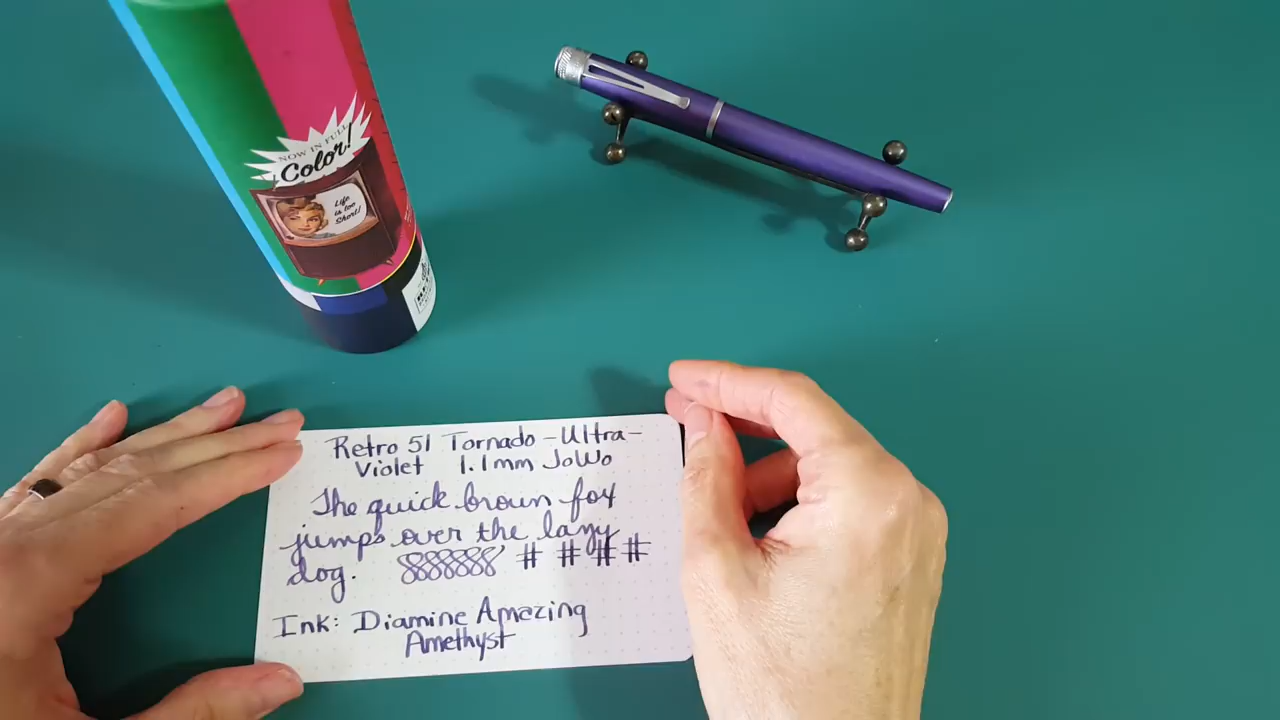 NOW IN FULL
Color!
Life
is too
Short!
Retro 51 Tornado -Ultra-
Violet 1.1mm JoWo
The quick brown fox
jumps over the lazy
dog. 8888888 # # # #
Ink: Diamine Amazing
Amethyst